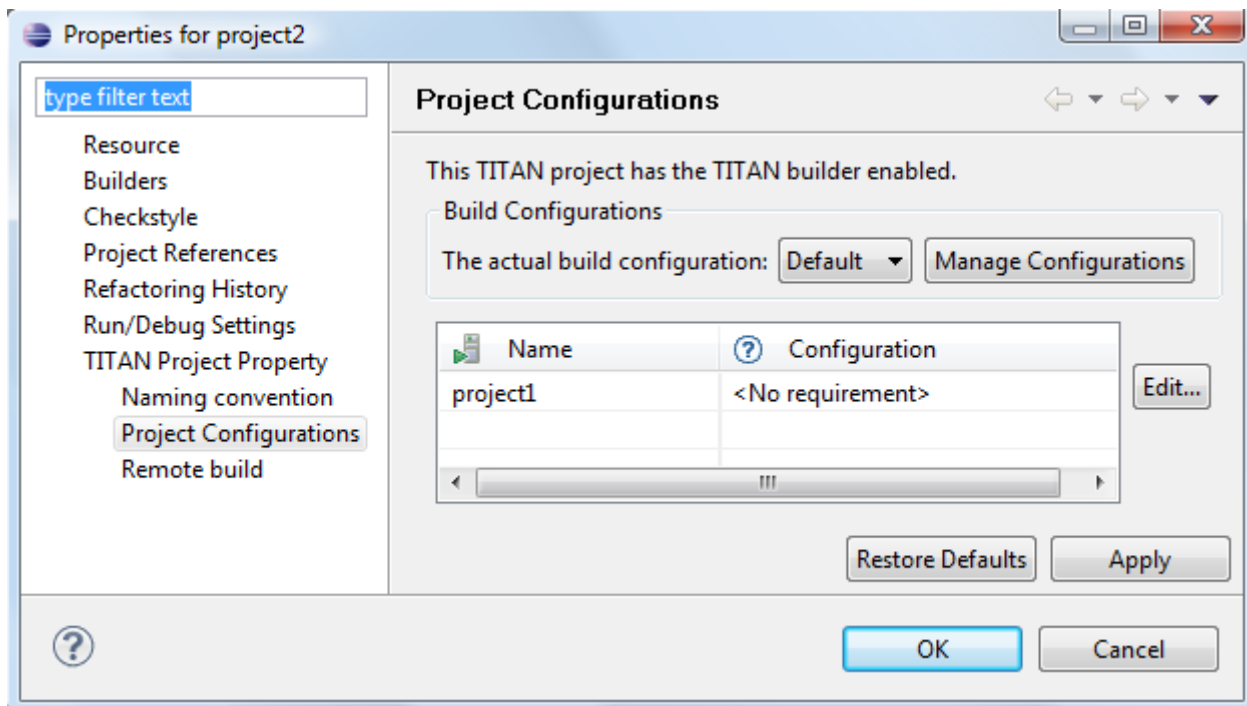 Properties for project2
type filter text
Resource
Builders
Checkstyle
Project References
Refactoring History
Run/Debug Settings
TITAN Project Property
Naming convention
Project Configurations
Remote build
Project Configurations
This TITAN project has the TITAN builder enabled.
Build Configurations
The actual build configuration: Default Manage Configurations
Name Configuration
project1 <No requirement>
Edit...
Restore Defaults Apply
OK Cancel